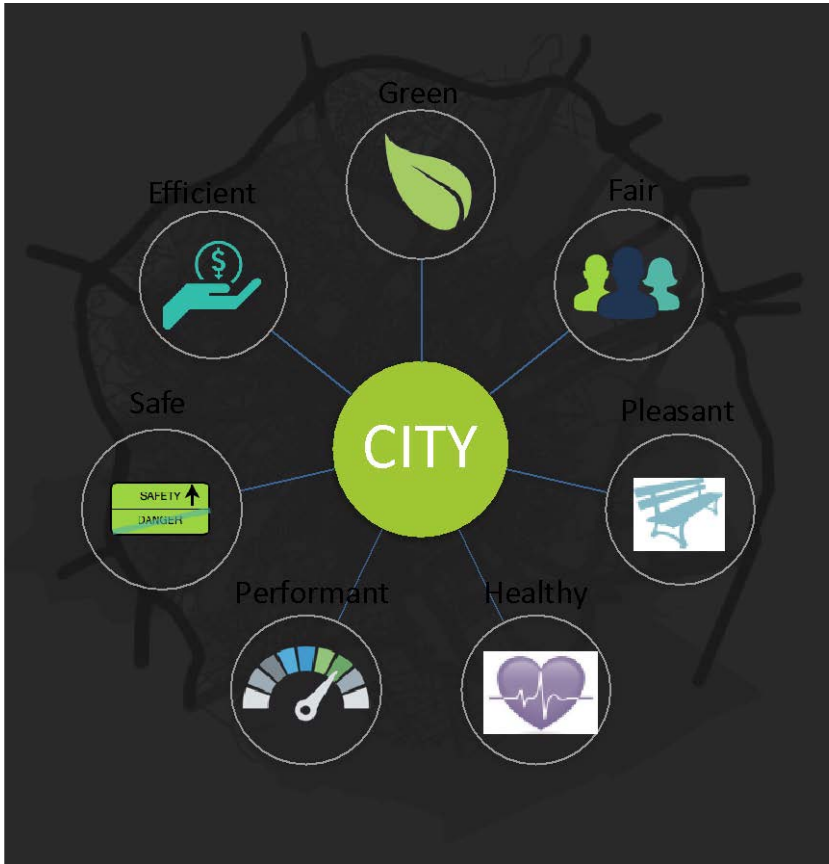 Green
Efficient
Fair
$
Safe
CITY
Pleasant
SAFETY
DANGER
Performant
Healthy